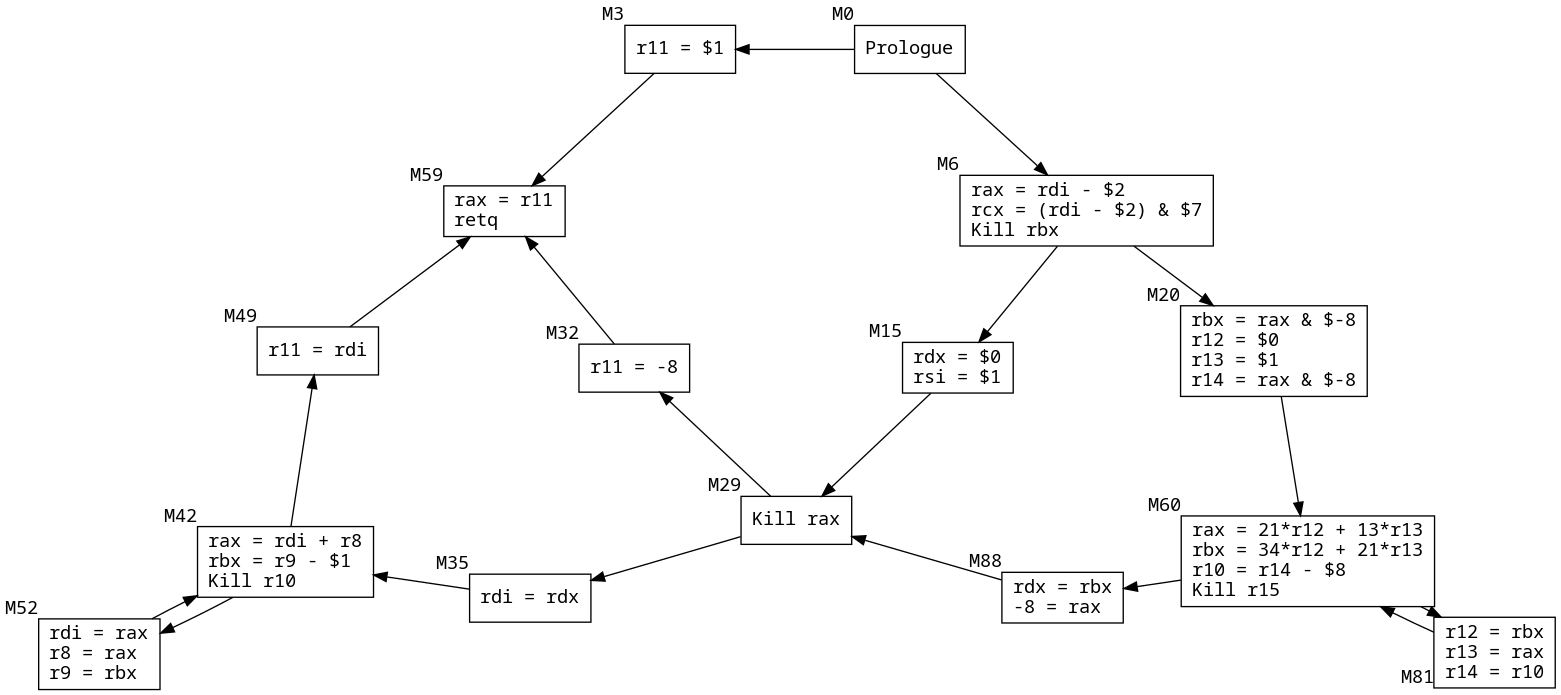 M3
r11 = $1
M0
Prologue
M59
rax = r11
retq
M6
rax = rdi - $2
rcx = (rdi - $2) & $7
Kill rbx
M49
r11 = rdi
M32
r11 = -8
M15
rdx = $0
rsi = $1
M20
rbx = rax & $-8
r12 = $0
r13 = $1
r14 = rax & $-8
M29
Kill rax
M42
rax = rdi + r8
rbx = r9 - $1
Kill r10
M35
rdi = rdx
M88
rdx = rbx
-8 = rax
M60
rax = 21*r12 + 13*r13
rbx = 34*r12 + 21*r13
r10 = r14 - $8
Kill r15
M52
rdi = rax
r8 = rax
r9 = rbx
r12 = rbx
r13 = rax
r14 = r10
M81